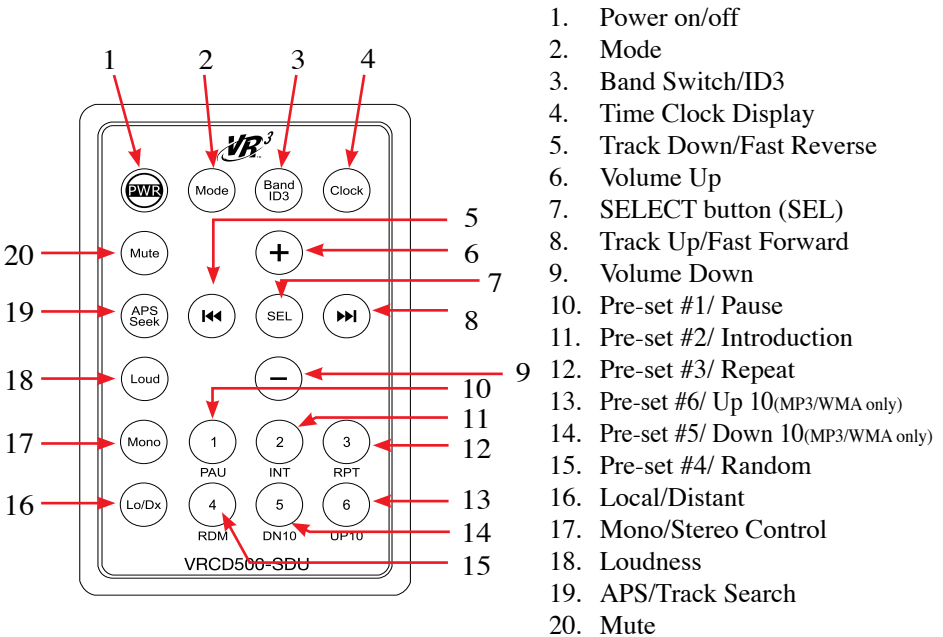 1 2 3 4
VR3
PWR Mode Band ID3 Clock
5
20 Mute + 6
7
19 APS Seek SEL 8
18 Loud − 9
10
11
17 Mono 1 2 3 12
PAU INT RPT
16 Lo/Dx 4 5 6 13
RDM DN10 UP10 14
VRCD500-SDU 15
1. Power on/off
2. Mode
3. Band Switch/ID3
4. Time Clock Display
5. Track Down/Fast Reverse
6. Volume Up
7. SELECT button (SEL)
8. Track Up/Fast Forward
9. Volume Down
10. Pre-set #1/ Pause
11. Pre-set #2/ Introduction
12. Pre-set #3/ Repeat
13. Pre-set #6/ Up 10(MP3/WMA only)
14. Pre-set #5/ Down 10(MP3/WMA only)
15. Pre-set #4/ Random
16. Local/Distant
17. Mono/Stereo Control
18. Loudness
19. APS/Track Search
20. Mute